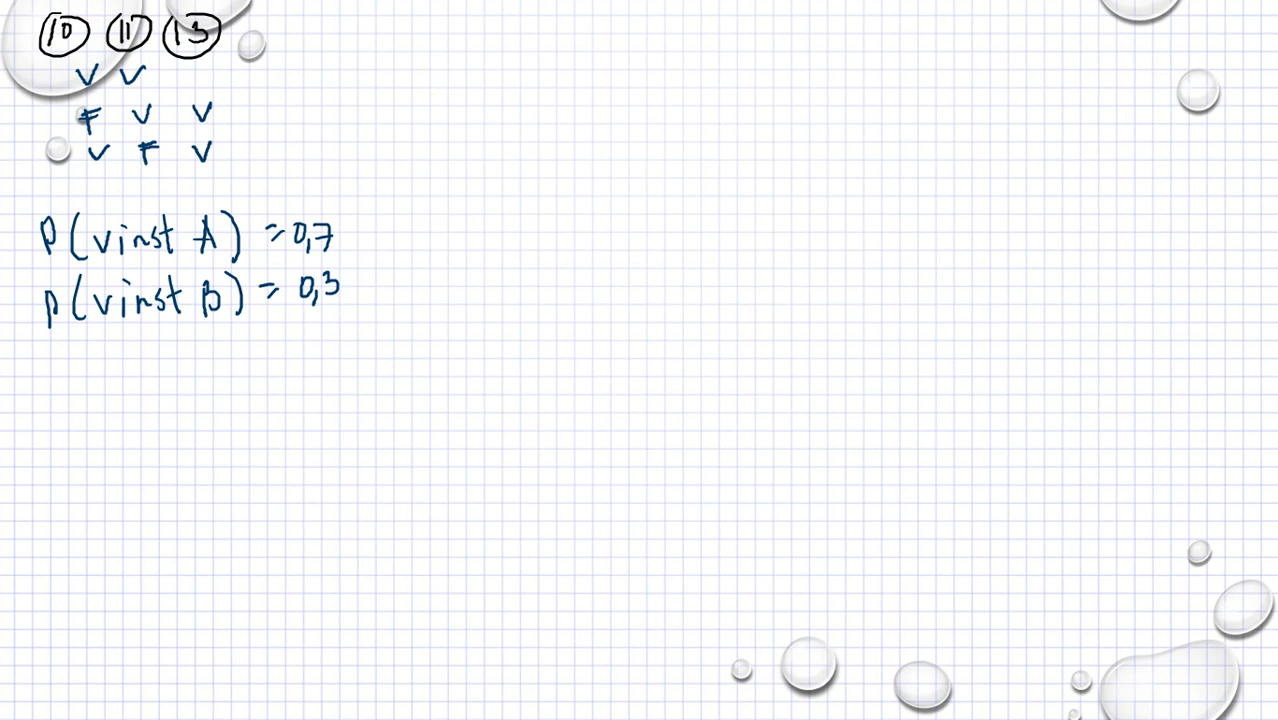 10 11 13
V V
F V V
V F V
P(vinst A) = 0,7
P(vinst B) = 0,3